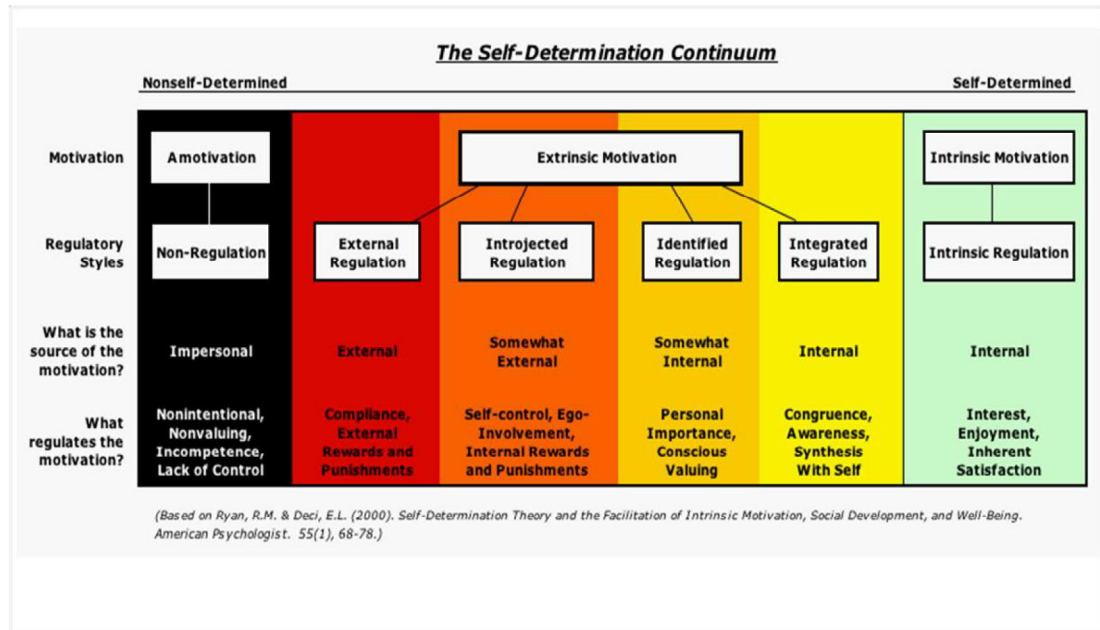 The Self-Determination Continuum
Nonself-Determined
Self-Determined
Motivation
Amotivation
Extrinsic Motivation
Intrinsic Motivation
Regulatory
Styles
Non-Regulation
External
Regulation
Introjected
Regulation
Identified
Regulation
Integrated
Regulation
Intrinsic Regulation
What is the
source of the
motivation?
Impersonal
External
Somewhat
External
Somewhat
Internal
Internal
Internal
What
regulates the
motivation?
Nonintentional,
Nonvaluing,
Incompetence,
Lack of Control
Compliance,
External
Rewards and
Punishments
Self-control, Ego-
Involvement,
Internal Rewards
and Punishments
Personal
Importance,
Conscious
Valuing
Congruence,
Awareness,
Synthesis
With Self
Interest,
Enjoyment,
Inherent
Satisfaction
(Based on Ryan, R.M. & Deci, E.L. (2000). Self-Determination Theory and the Facilitation of Intrinsic Motivation, Social Development, and Well-Being.
American Psychologist. 55(1), 68-78.)